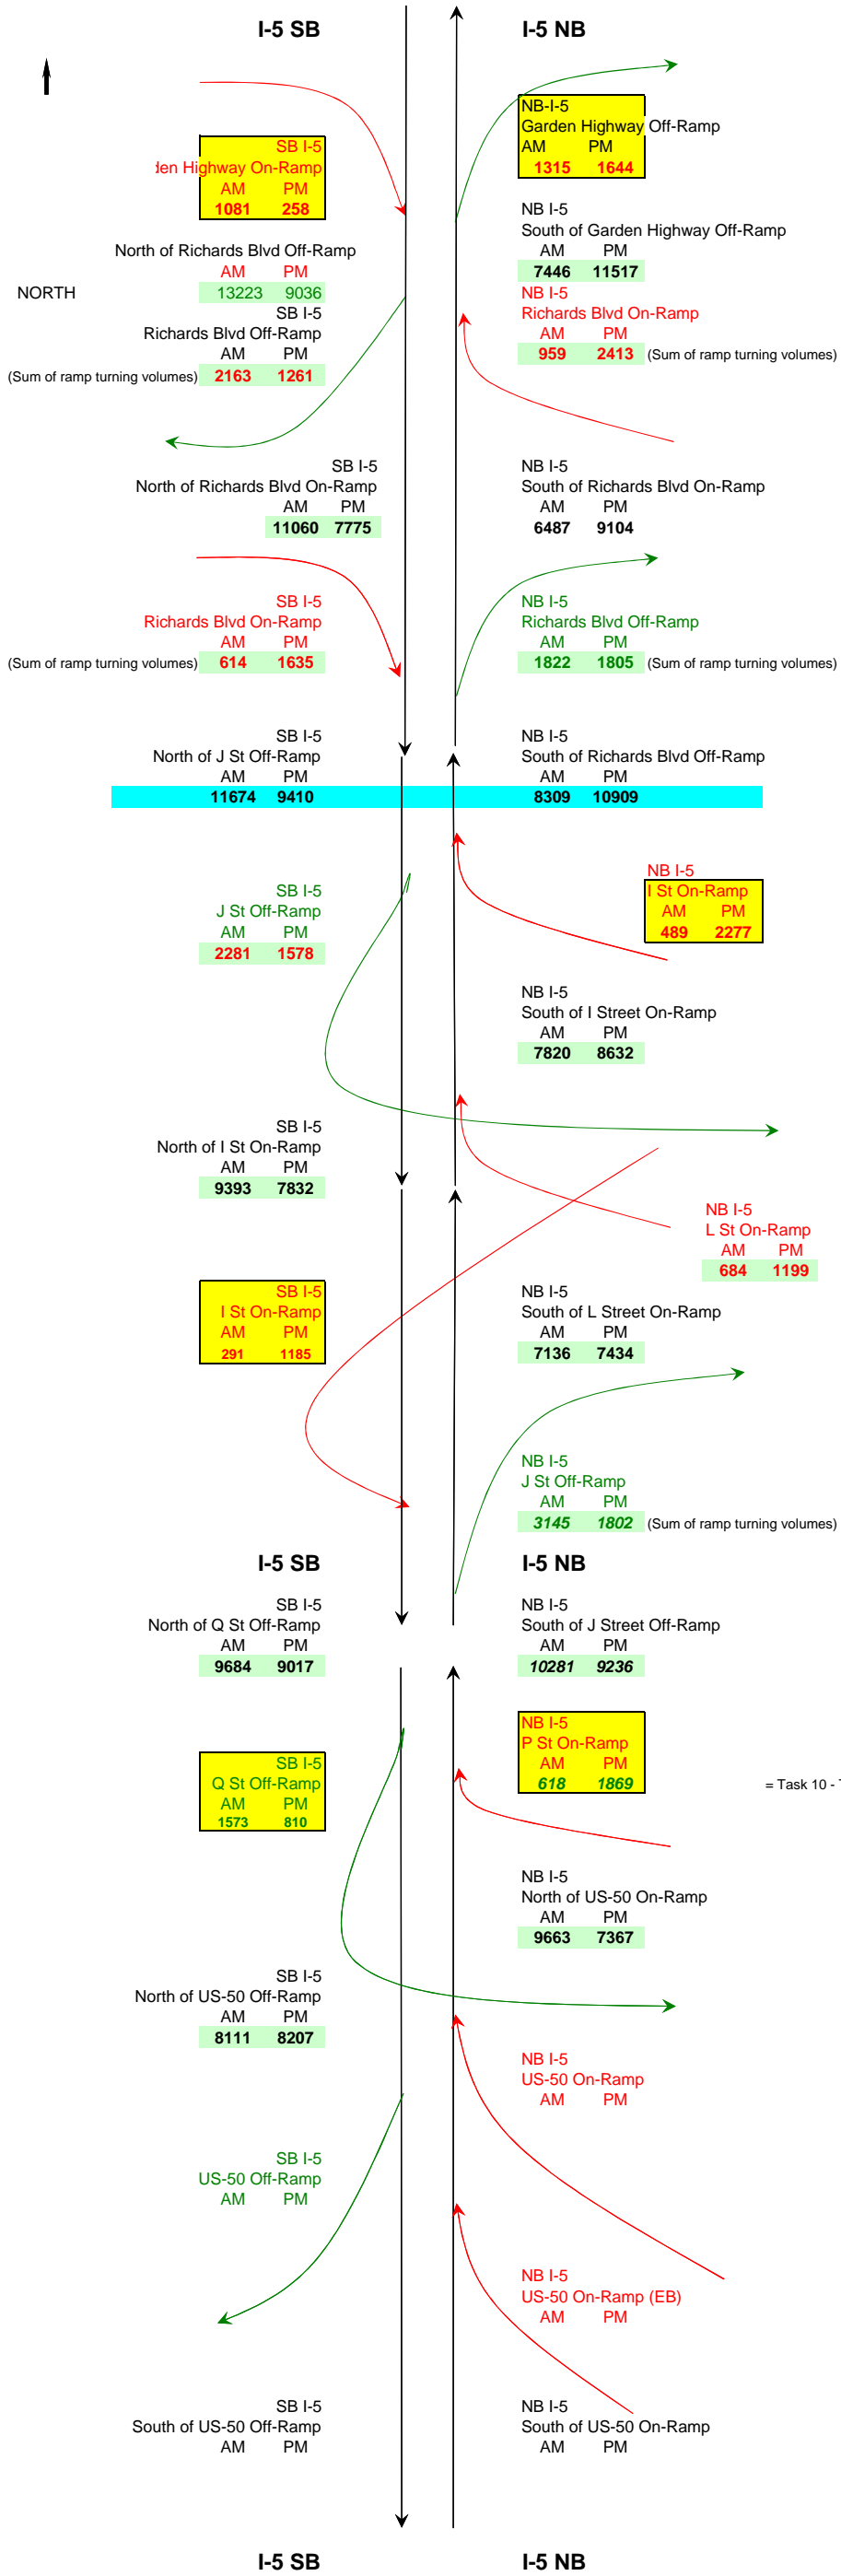 I-5 SB I-5 NB
NB-I-5
Garden Highway Off-Ramp
AM PM
1315 1644
SB I-5
den Highway On-Ramp
AM PM
1081 258
NB I-5
South of Garden Highway Off-Ramp
AM PM
7446 11517
North of Richards Blvd Off-Ramp
AM PM
NORTH 13223 9036
SB I-5
Richards Blvd Off-Ramp
AM PM
(Sum of ramp turning volumes) 2163 1261
NB I-5
Richards Blvd On-Ramp
AM PM
959 2413 (Sum of ramp turning volumes)
SB I-5
North of Richards Blvd On-Ramp
AM PM
11060 7775
NB I-5
South of Richards Blvd On-Ramp
AM PM
6487 9104
SB I-5
Richards Blvd On-Ramp
AM PM
(Sum of ramp turning volumes) 614 1635
NB I-5
Richards Blvd Off-Ramp
AM PM
1822 1805 (Sum of ramp turning volumes)
SB I-5
North of J St Off-Ramp
AM PM
11674 9410
NB I-5
South of Richards Blvd Off-Ramp
AM PM
8309 10909
SB I-5
J St Off-Ramp
AM PM
2281 1578
NB I-5
I St On-Ramp
AM PM
489 2277
NB I-5
South of I Street On-Ramp
AM PM
7820 8632
SB I-5
North of I St On-Ramp
AM PM
9393 7832
NB I-5
L St On-Ramp
AM PM
684 1199
SB I-5
I St On-Ramp
AM PM
291 1185
NB I-5
South of L Street On-Ramp
AM PM
7136 7434
NB I-5
J St Off-Ramp
AM PM
3145 1802 (Sum of ramp turning volumes)
I-5 SB I-5 NB
SB I-5
North of Q St Off-Ramp
AM PM
9684 9017
NB I-5
South of J Street Off-Ramp
AM PM
10281 9236
SB I-5
Q St Off-Ramp
AM PM
1573 810
NB I-5
P St On-Ramp
AM PM
618 1869
= Task 10 -
NB I-5
North of US-50 On-Ramp
AM PM
9663 7367
SB I-5
North of US-50 Off-Ramp
AM PM
8111 8207
NB I-5
US-50 On-Ramp
AM PM
SB I-5
US-50 Off-Ramp
AM PM
NB I-5
US-50 On-Ramp (EB)
AM PM
SB I-5
South of US-50 Off-Ramp
AM PM
NB I-5
South of US-50 On-Ramp
AM PM
I-5 SB I-5 NB